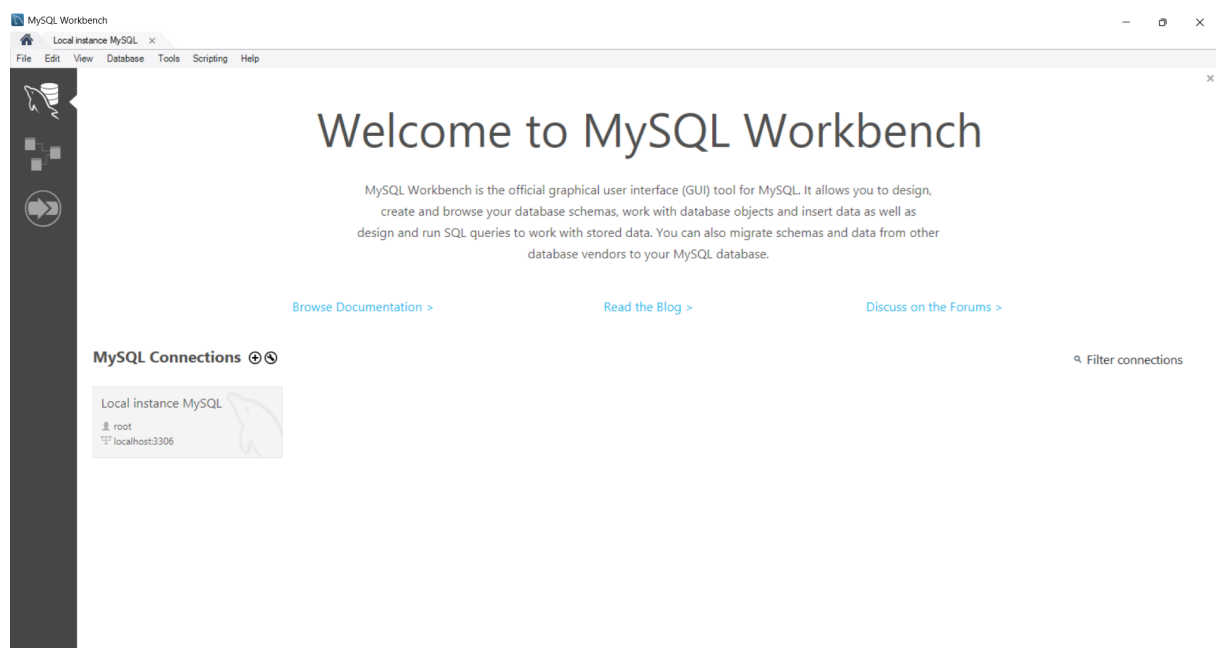 MySQL Workbench
Local instance MySQL
File Edit View Database Tools Scripting Help
Welcome to MySQL Workbench
MySQL Workbench is the official graphical user interface (GUI) tool for MySQL. It allows you to design,
create and browse your database schemas, work with database objects and insert data as well as
design and run SQL queries to work with stored data. You can also migrate schemas and data from other
database vendors to your MySQL database.
Browse Documentation > Read the Blog > Discuss on the Forums >
MySQL Connections Filter connections
Local instance MySQL
root
localhost:3306